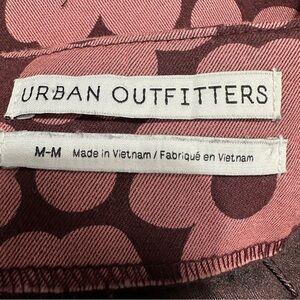 URBAN OUTFITTERS
M-M Made in Vietnam / Fabriqué en Vietnam